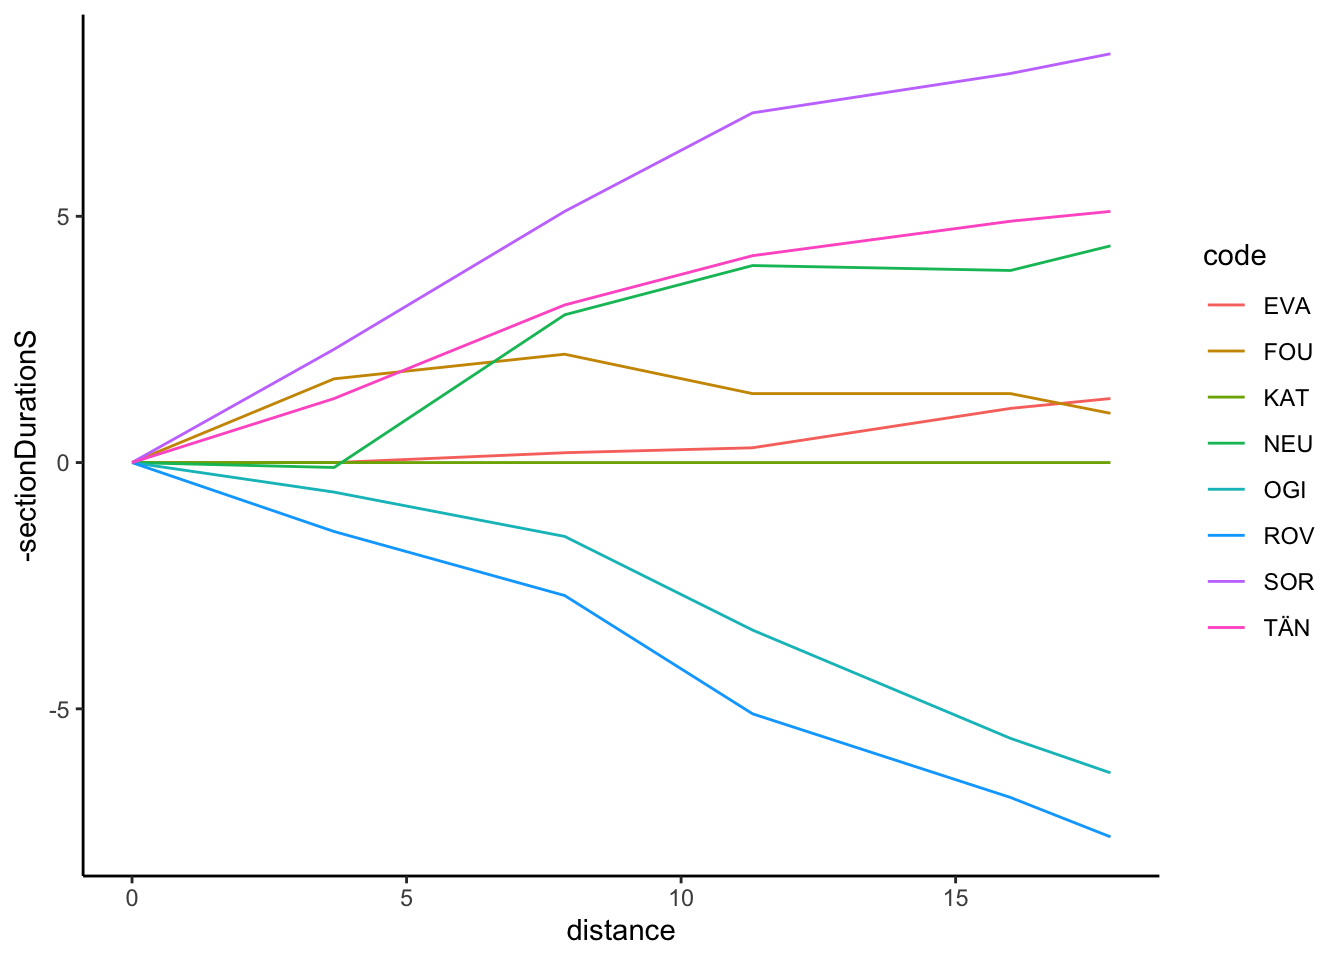 5
0
-5
-sectionDurationS
0 5 10 15
distance
code
EVA
FOU
KAT
NEU
OGI
ROV
SOR
TÄN